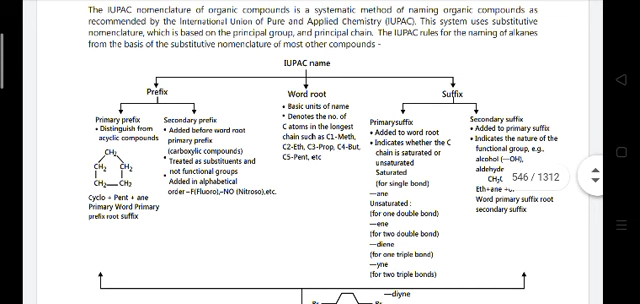 The IUPAC nomenclature of organic compounds is a systematic method of naming organic compounds as
recommended by the International Union of Pure and Applied Chemistry (IUPAC). This system uses substitutive
nomenclature, which is based on the principal group, and principal chain. The IUPAC rules for the naming of alkanes
from the basis of the substitutive nomenclature of most other compounds -
IUPAC name
Prefix
Primary prefix
• Distinguish from
acyclic compounds
CH₂
CH₂ CH₂
CH₂—CH₂
Cyclo + Pent + ane
Primary Word Primary
prefix root suffix
Secondary prefix
• Added before word root
primary prefix
(carboxylic compounds)
• Treated as substituents and
not functional groups
• Added in alphabetical
order –F(Fluoro),–NO (Nitroso),etc.
Word root
• Basic units of name
• Denotes the no. of
C atoms in the longest
chain such as C1-Meth,
C2-Eth, C3-Prop, C4-But,
C5-Pent, etc
Suffix
Primarysuffix
• Added to word root
• Indicates whether the C
chain is saturated or
unsaturated
Saturated
(for single bond)
—ane
Unsaturated :
(for one double bond)
—ene
(for two double bond)
—diene
(for one triple bond)
—yne
(for two triple bonds)
—diyne
Secondary suffix
• Added to primary suffix
• Indicates the nature of the
functional group, e.g.,
alcohol (—OH),
aldehyde
Eth+ane
Word primary suffix root
secondary suffix
546 / 1312